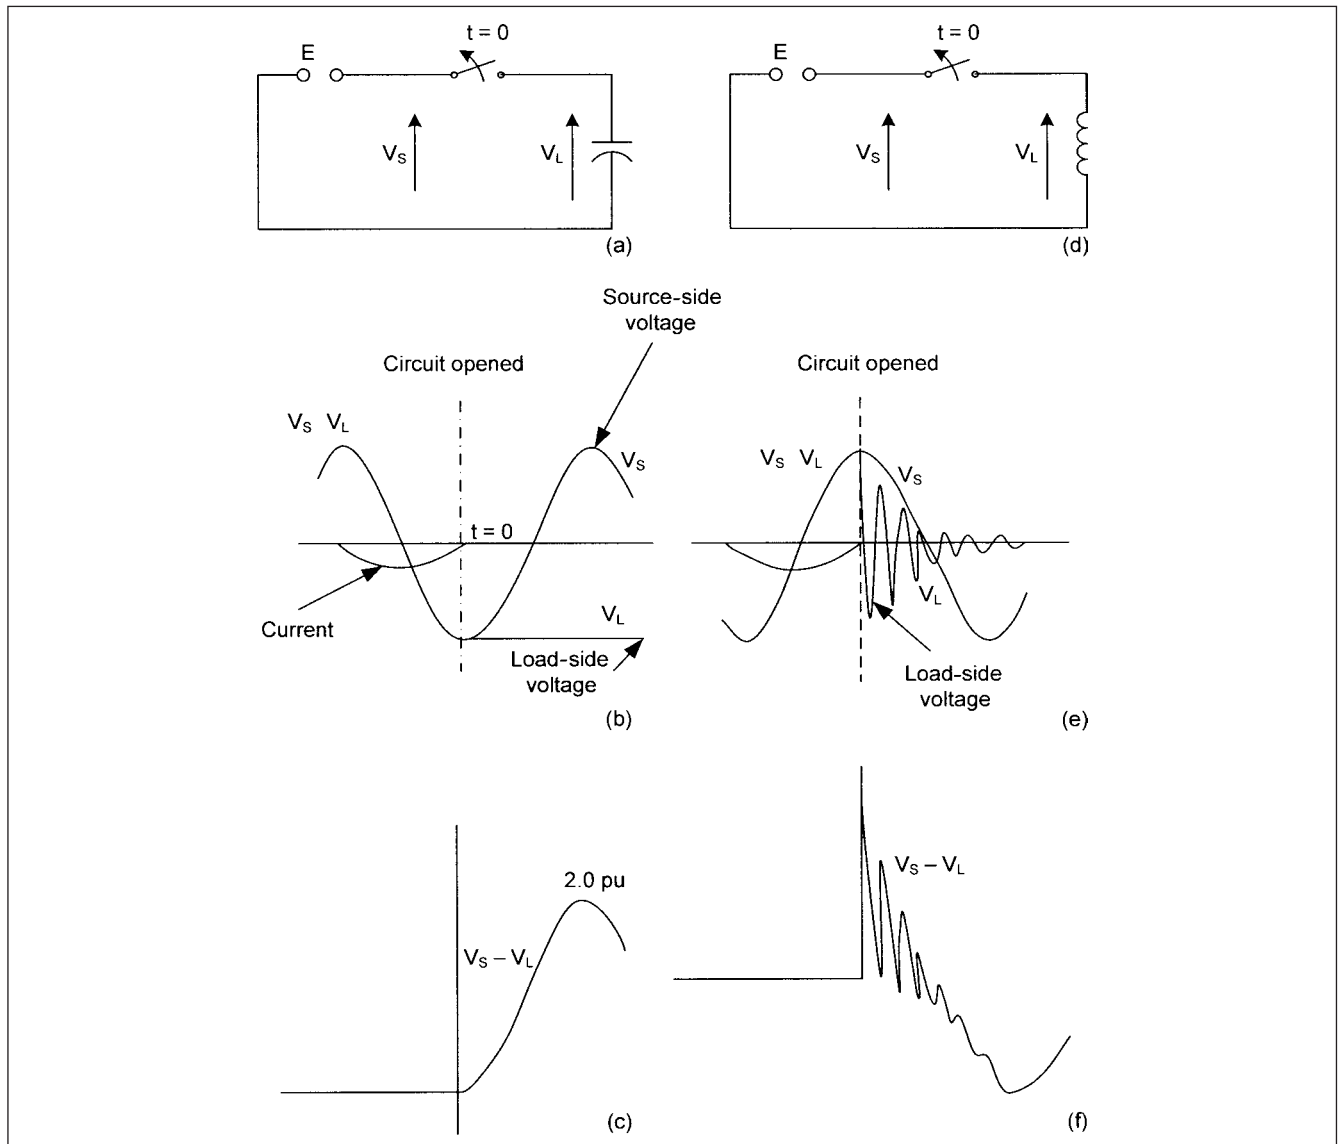 t = 0
E
V_S
V_L
(a)
t = 0
E
V_S
V_L
(d)
Source-side
voltage
Circuit opened
V_S V_L
V_S
t = 0
Current
V_L
Load-side
voltage
(b)
Circuit opened
V_S V_L
V_S
V_L
Load-side
voltage
(e)
2.0 pu
V_S – V_L
(c)
V_S – V_L
(f)